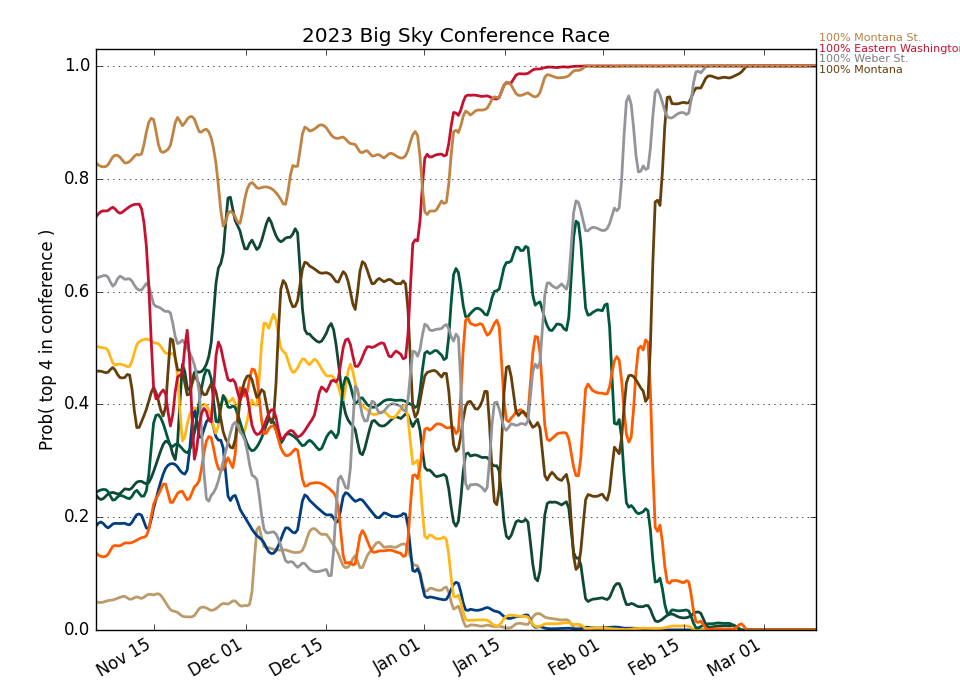 2023 Big Sky Conference Race
100% Montana St.
100% Eastern Washington
100% Weber St.
100% Montana
Prob( top 4 in conference )
1.0
0.8
0.6
0.4
0.2
0.0
Nov 15
Dec 01
Dec 15
Jan 01
Jan 15
Feb 01
Feb 15
Mar 01